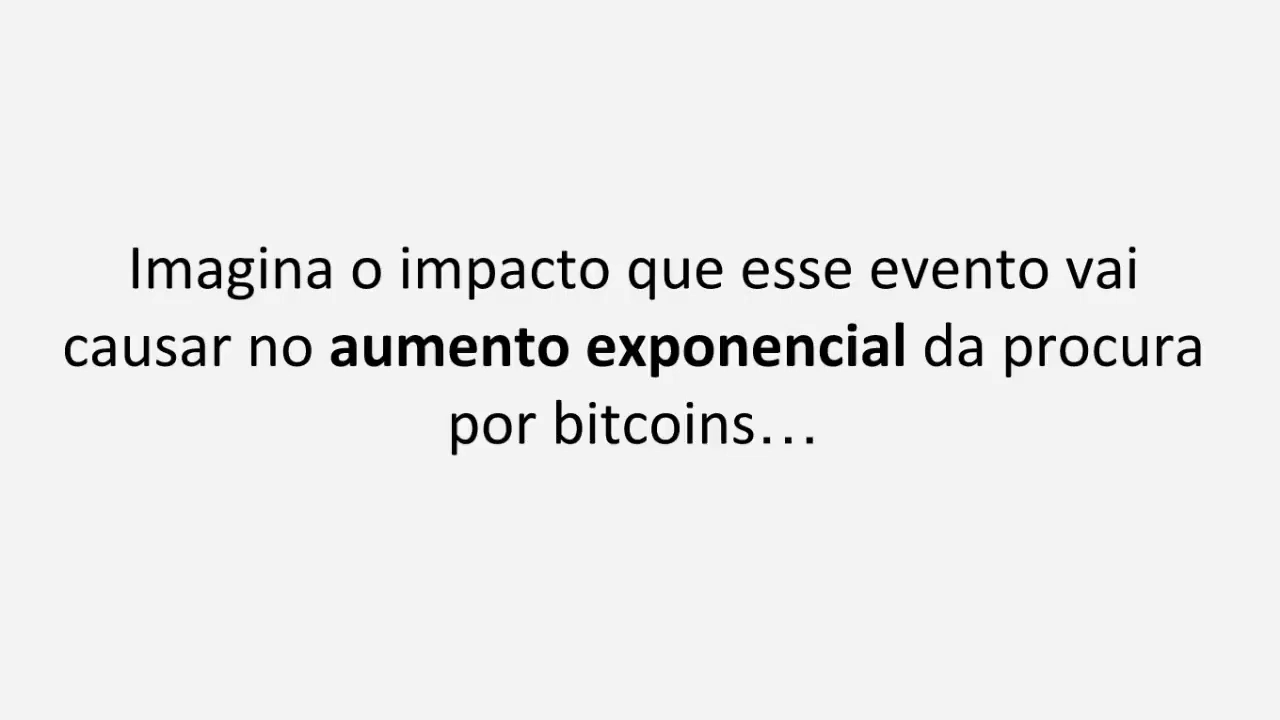 Imagina o impacto que esse evento vai
causar no aumento exponencial da procura
por bitcoins…